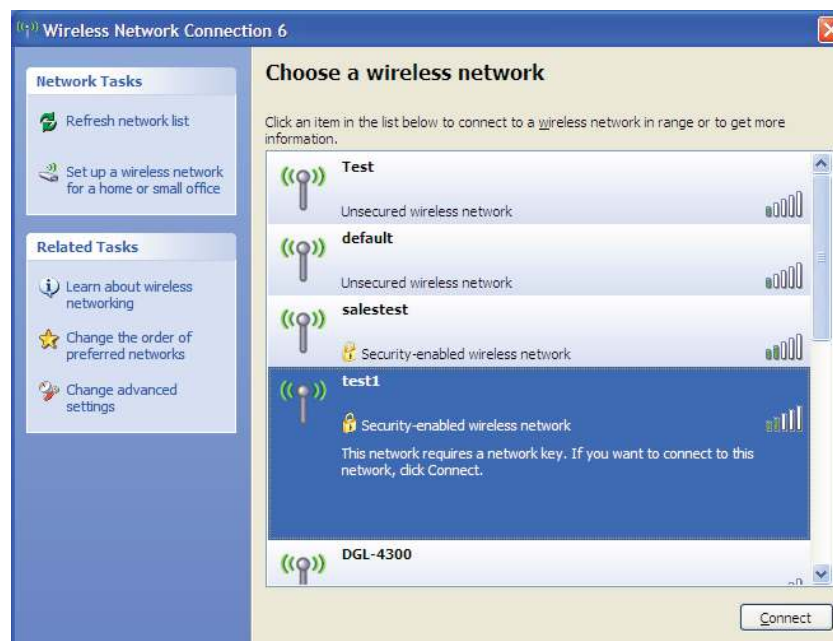 Wireless Network Connection 6
Network Tasks
Refresh network list
Set up a wireless network
for a home or small office
Related Tasks
Learn about wireless
networking
Change the order of
preferred networks
Change advanced
settings
Choose a wireless network
Click an item in the list below to connect to a wireless network in range or to get more
information.
Test
Unsecured wireless network
default
Unsecured wireless network
salestest
Security-enabled wireless network
test1
Security-enabled wireless network
This network requires a network key. If you want to connect to this
network, click Connect.
DGL-4300
Connect